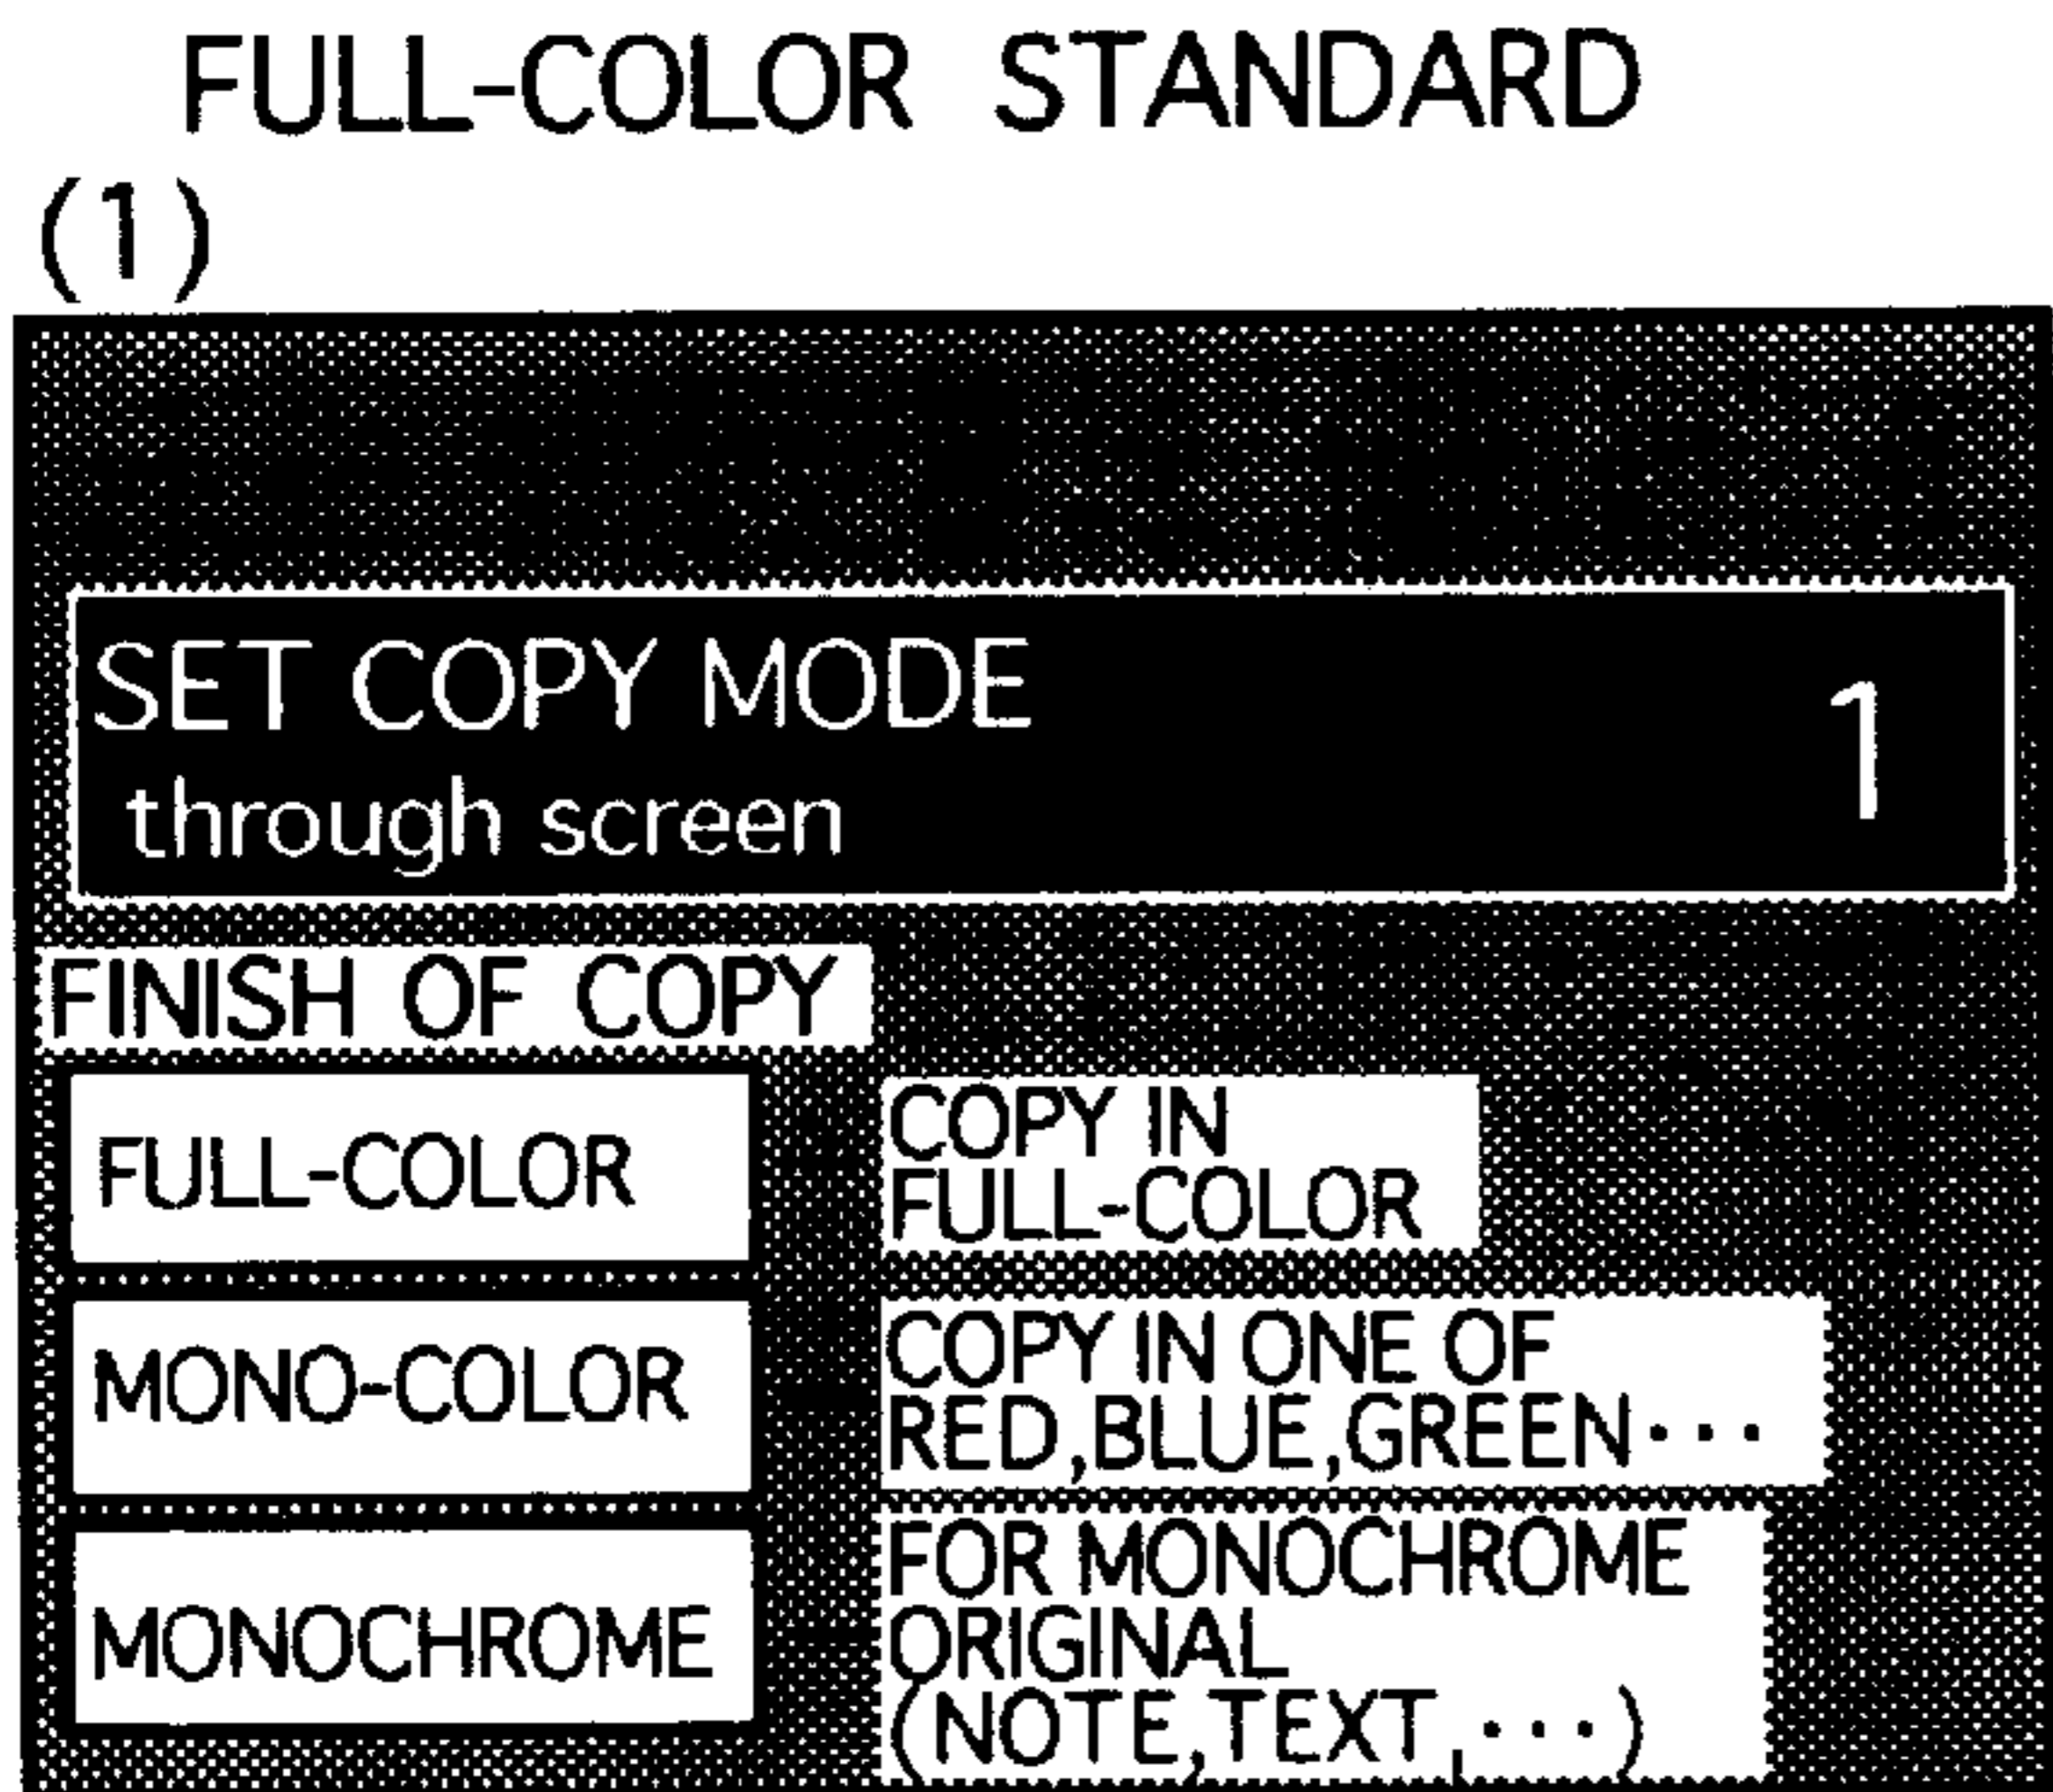 FULL-COLOR STANDARD
(1)
SET COPY MODE
1
through screen
FINISH OF COPY
FULL-COLOR
COPY IN
FULL-COLOR
MONO-COLOR
COPY IN ONE OF
RED,BLUE,GREEN···
MONOCHROME
FOR MONOCHROME
ORIGINAL
(NOTE,TEXT,···)